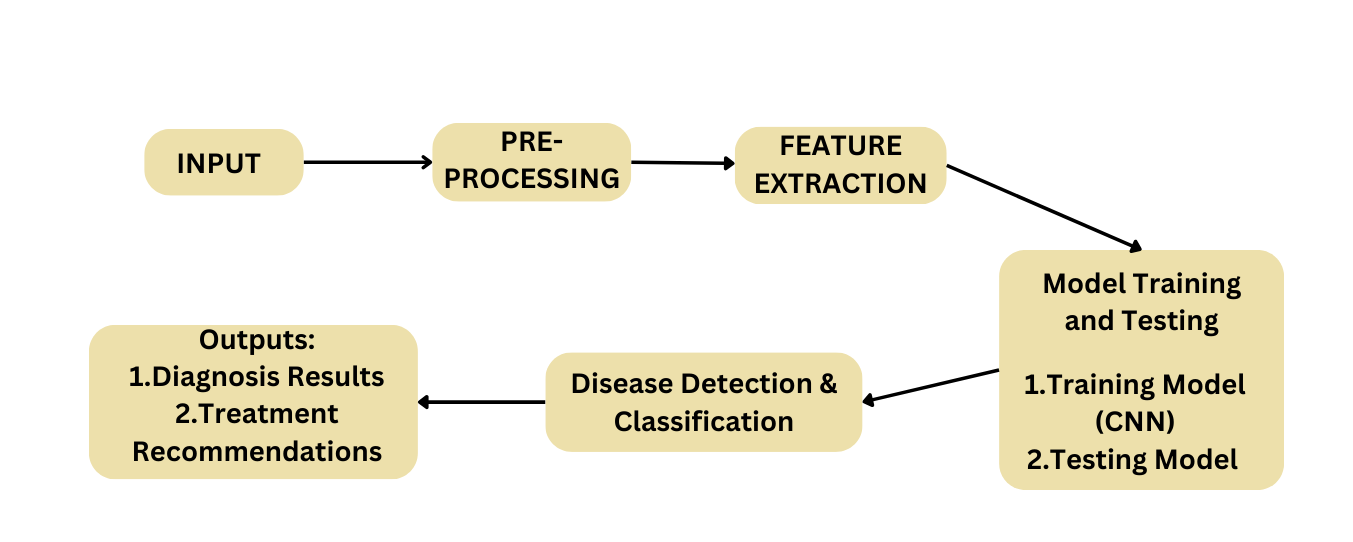 INPUT
PRE-
PROCESSING
FEATURE
EXTRACTION
Model Training
and Testing
1.Training Model
(CNN)
2.Testing Model
Disease Detection &
Classification
Outputs:
1.Diagnosis Results
2.Treatment
Recommendations